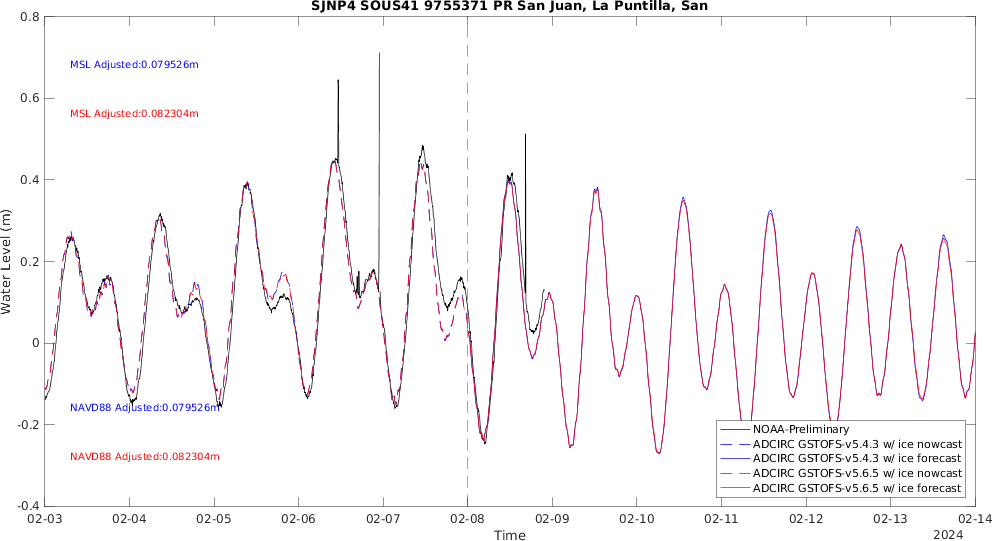 SJNP4 SOUS41 9755371 PR San Juan, La Puntilla, San
0.8
0.6
0.4
0.2
0
-0.2
-0.4
Water Level (m)
MSL Adjusted:0.079526m
MSL Adjusted:0.082304m
NAVD88 Adjusted:0.079526m
NAVD88 Adjusted:0.082304m
NOAA-Preliminary
ADCIRC GSTOFS-v5.4.3 w/ ice nowcast
ADCIRC GSTOFS-v5.4.3 w/ ice forecast
ADCIRC GSTOFS-v5.6.5 w/ ice nowcast
ADCIRC GSTOFS-v5.6.5 w/ ice forecast
02-03 02-04 02-05 02-06 02-07 02-08 02-09 02-10 02-11 02-12 02-13 02-14
Time
2024